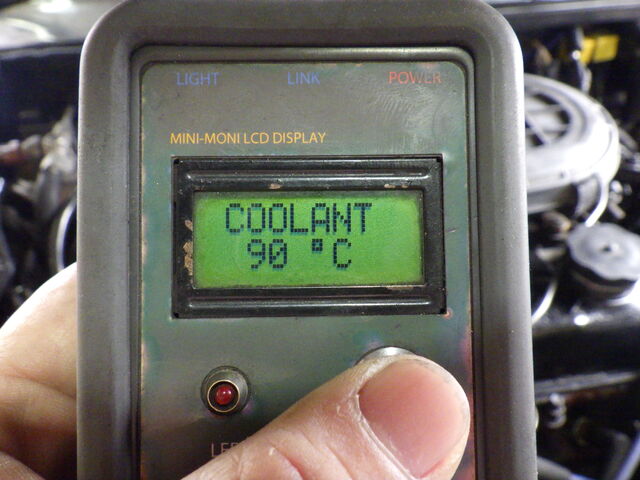 LIGHT LINK POWER
MINI-MONI LCD DISPLAY
COOLANT
90 °C